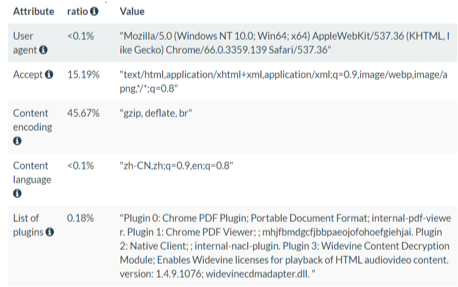 Attribute ratio Value
User <0.1% "Mozilla/5.0 (Windows NT 10.0; Win64; x64) AppleWebKit/537.36 (KHTML, l
agent ike Gecko) Chrome/66.0.3359.139 Safari/537.36"
Accept 15.19% "text/html,application/xhtml+xml,application/xml;q=0.9,image/webp,image/a
png,*/*;q=0.8"
Content 45.67% "gzip, deflate, br"
encoding
Content <0.1% "zh-CN,zh;q=0.9,en;q=0.8"
language
List of 0.18% "Plugin 0: Chrome PDF Plugin; Portable Document Format; internal-pdf-viewe
plugins r. Plugin 1: Chrome PDF Viewer; ; mhjfbmdgcfjbbpaeojofohoefgiehjai. Plugin
2: Native Client; ; internal-nacl-plugin. Plugin 3: Widevine Content Decryption
Module; Enables Widevine licenses for playback of HTML audiovideo content.
version: 1.4.9.1076; widevinecdmadapter.dll. "